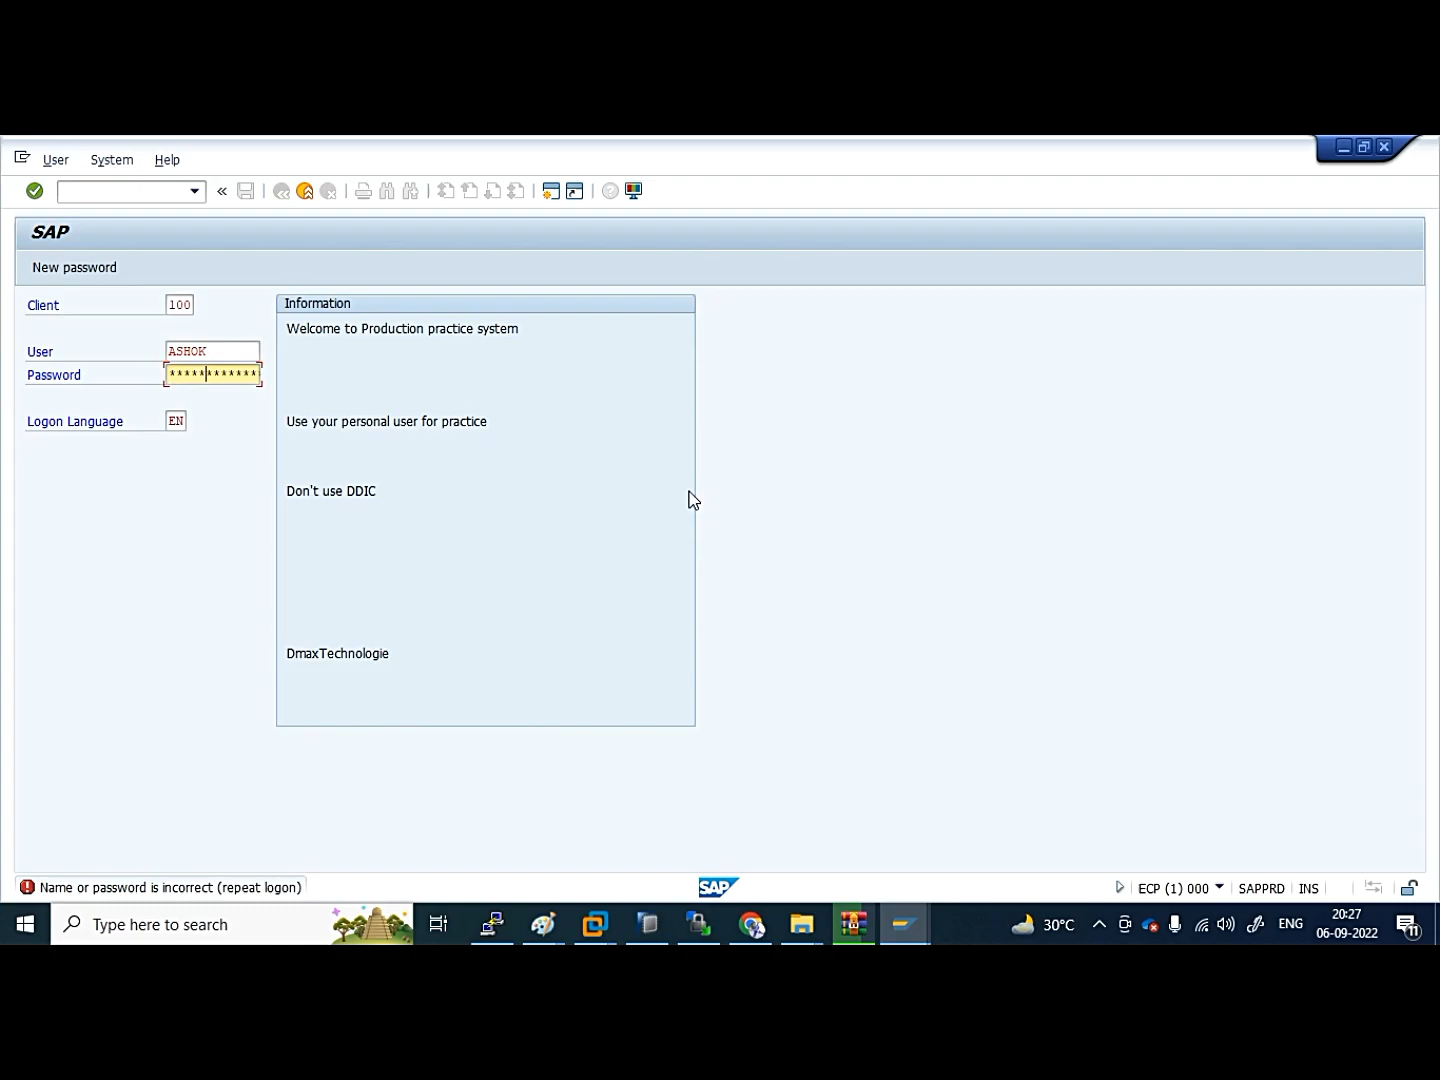 User System Help
SAP
New password
Client 100
Information
Welcome to Production practice system
User ASHOK
Password ************
Use your personal user for practice
Logon Language EN
Don't use DDIC
DmaxTechnologie
Name or password is incorrect (repeat logon)
SAP
ECP (1) 000 SAPPRD INS
Type here to search
30°C
ENG
20:27
06-09-2022
11